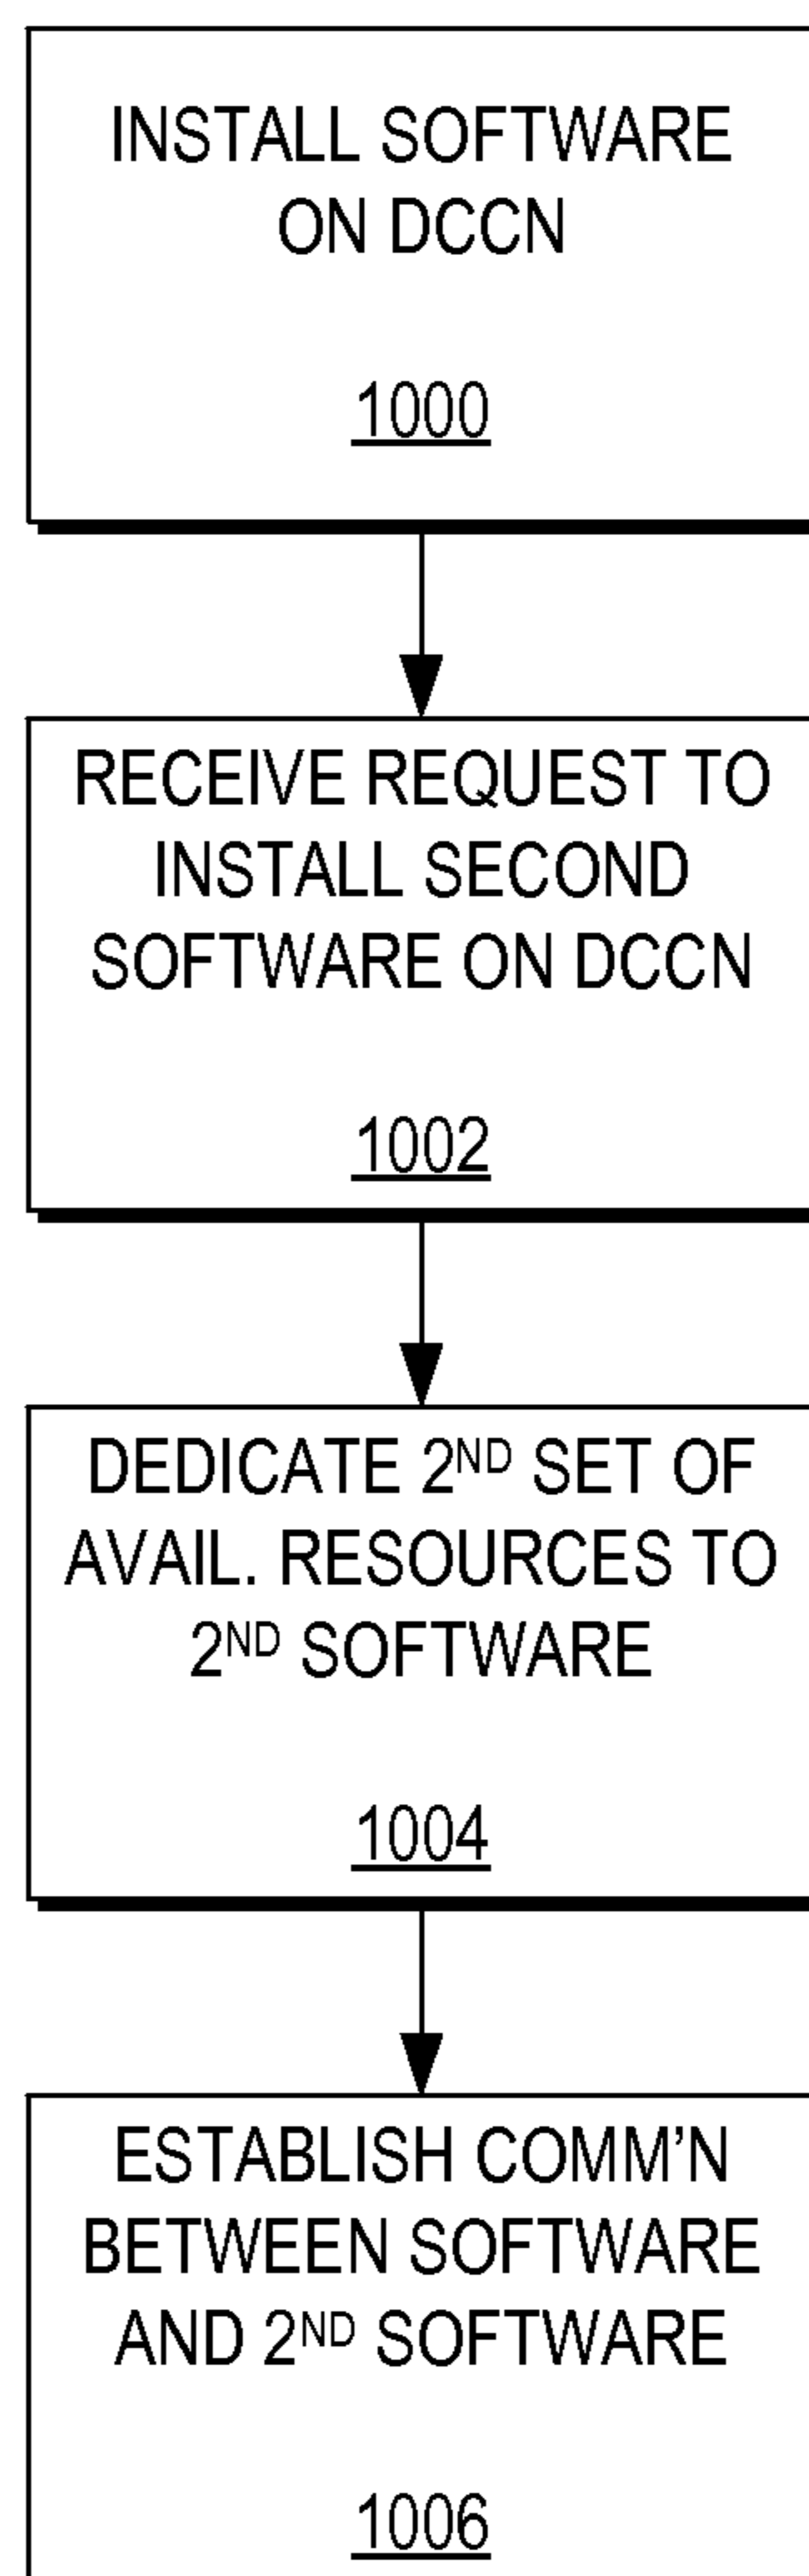 INSTALL SOFTWARE
ON DCCN
1000
RECEIVE REQUEST TO
INSTALL SECOND
SOFTWARE ON DCCN
1002
DEDICATE 2ND SET OF
AVAIL. RESOURCES TO
2ND SOFTWARE
1004
ESTABLISH COMM'N
BETWEEN SOFTWARE
AND 2ND SOFTWARE
1006